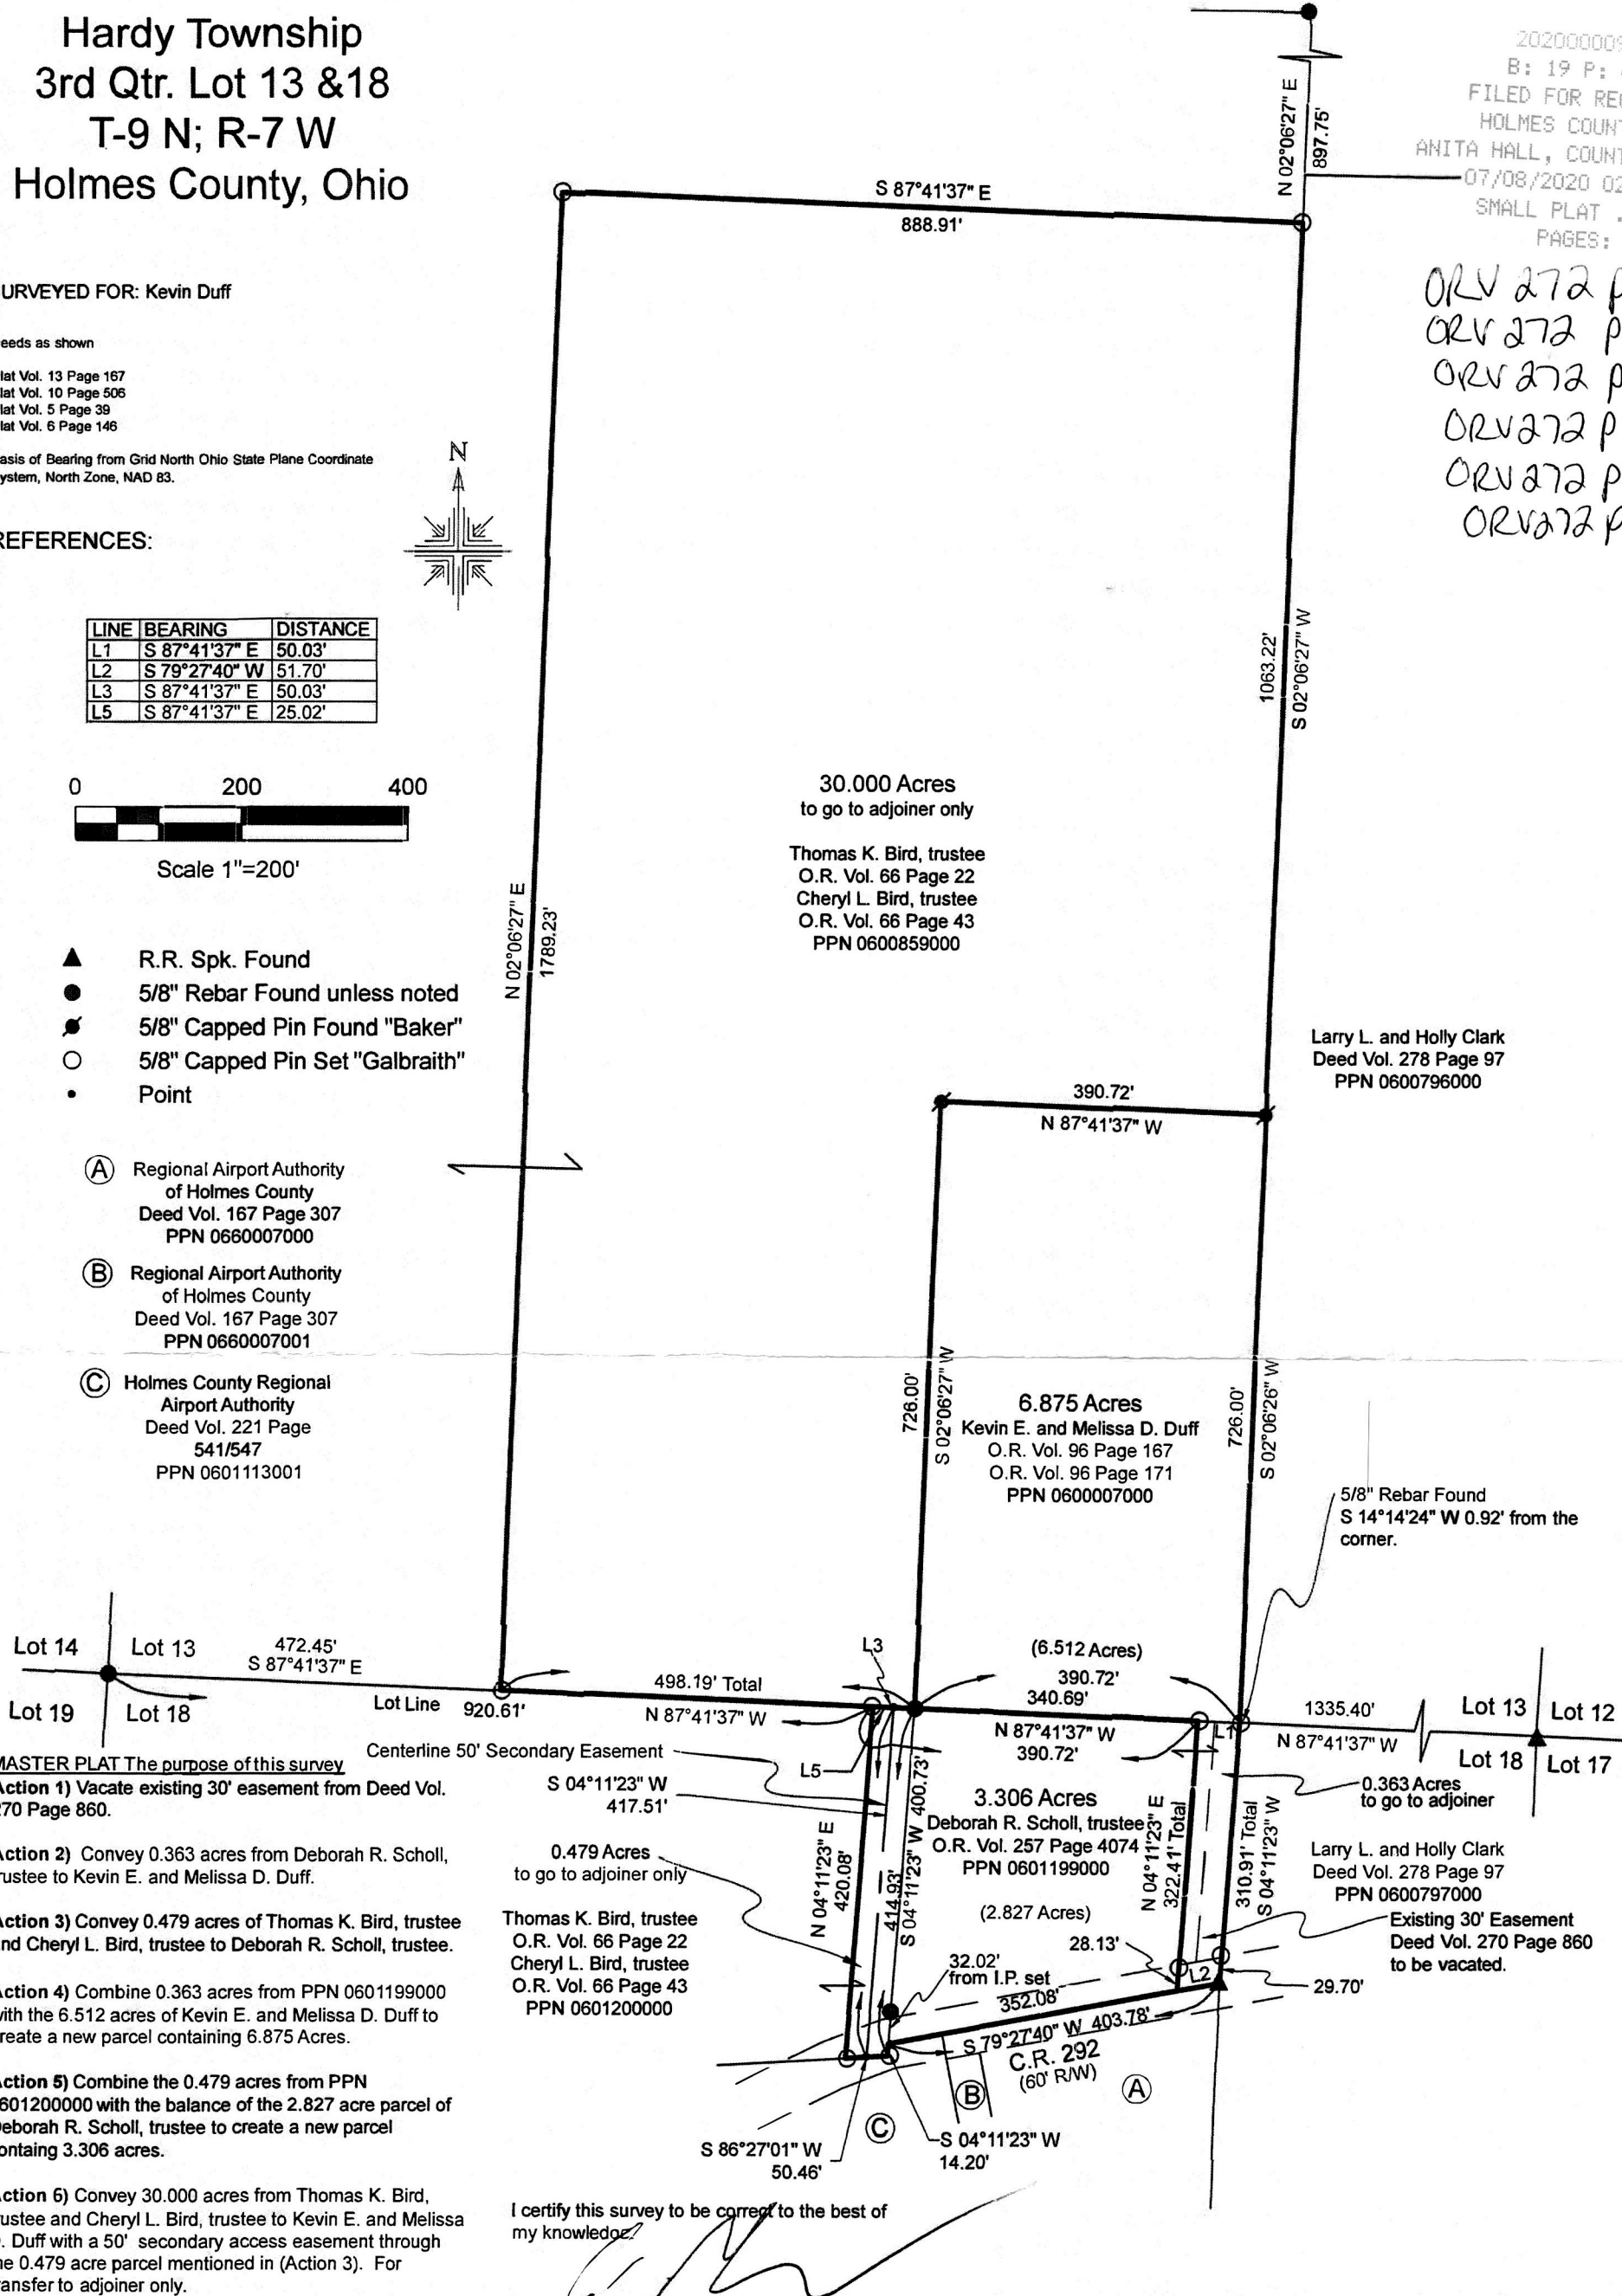 Hardy Township
3rd Qtr. Lot 13 &18
T-9 N; R-7 W
Holmes County, Ohio
20200000
B: 19 P:
FILED FOR RE
HOLMES COUN
ANITA HALL, COUNT
07/08/2020 02
SMALL PLAT .
PAGES:
ORV 272 p
ORV 272 p
ORV 272 p
ORV272 p
ORV272 p
ORV272 p
URVEYED FOR: Kevin Duff
eeds as shown
lat Vol. 13 Page 167
lat Vol. 10 Page 506
lat Vol. 5 Page 39
lat Vol. 6 Page 146
asis of Bearing from Grid North Ohio State Plane Coordinate
ystem, North Zone, NAD 83.
REFERENCES:
N
LINE BEARING DISTANCE
L1 S 87°41'37" E 50.03'
L2 S 79°27'40" W 51.70'
L3 S 87°41'37" E 50.03'
L5 S 87°41'37" E 25.02'
0 200 400
Scale 1"=200'
R.R. Spk. Found
5/8" Rebar Found unless noted
5/8" Capped Pin Found "Baker"
5/8" Capped Pin Set "Galbraith"
Point
A Regional Airport Authority
of Holmes County
Deed Vol. 167 Page 307
PPN 0660007000
B Regional Airport Authority
of Holmes County
Deed Vol. 167 Page 307
PPN 0660007001
C Holmes County Regional
Airport Authority
Deed Vol. 221 Page
541/547
PPN 0601113001
N 02°06'27" E
897.75'
S 87°41'37" E
888.91'
1063.22'
S 02°06'27" W
N 02°06'27" E
1789.23'
30.000 Acres
to go to adjoiner only
Thomas K. Bird, trustee
O.R. Vol. 66 Page 22
Cheryl L. Bird, trustee
O.R. Vol. 66 Page 43
PPN 0600859000
Larry L. and Holly Clark
Deed Vol. 278 Page 97
PPN 0600796000
390.72'
N 87°41'37" W
726.00'
S 02°06'27" W
6.875 Acres
Kevin E. and Melissa D. Duff
O.R. Vol. 96 Page 167
O.R. Vol. 96 Page 171
PPN 0600007000
726.00'
S 02°06'26" W
5/8" Rebar Found
S 14°14'24" W 0.92' from the
corner.
Lot 14
Lot 13
472.45'
S 87°41'37" E
Lot 19
Lot 18
Lot Line
920.61'
498.19' Total
N 87°41'37" W
L3
(6.512 Acres)
390.72'
340.69'
N 87°41'37" W
390.72'
L1
1335.40'
N 87°41'37" W
Lot 13
Lot 12
Lot 18
Lot 17
Centerline 50' Secondary Easement
L5
S 04°11'23" W
417.51'
0.479 Acres
to go to adjoiner only
Thomas K. Bird, trustee
O.R. Vol. 66 Page 22
Cheryl L. Bird, trustee
O.R. Vol. 66 Page 43
PPN 0601200000
N 04°11'23" E
420.08'
414.93'
S 04°11'23" W 400.73'
3.306 Acres
Deborah R. Scholl, trustee
O.R. Vol. 257 Page 4074
PPN 0601199000
(2.827 Acres)
N 04°11'23" E
322.41' Total
310.91' Total
S 04°11'23" W
0.363 Acres
to go to adjoiner
Larry L. and Holly Clark
Deed Vol. 278 Page 97
PPN 0600797000
Existing 30' Easement
Deed Vol. 270 Page 860
to be vacated.
28.13'
L2
29.70'
32.02'
from I.P. set
352.08'
S 79°27'40" W 403.78'
C.R. 292
(60' R/W)
A
B
C
S 86°27'01" W
50.46'
S 04°11'23" W
14.20'
MASTER PLAT The purpose of this survey
ction 1) Vacate existing 30' easement from Deed Vol.
70 Page 860.
ction 2) Convey 0.363 acres from Deborah R. Scholl,
rustee to Kevin E. and Melissa D. Duff.
ction 3) Convey 0.479 acres of Thomas K. Bird, trustee
nd Cheryl L. Bird, trustee to Deborah R. Scholl, trustee.
ction 4) Combine 0.363 acres from PPN 0601199000
ith the 6.512 acres of Kevin E. and Melissa D. Duff to
reate a new parcel containing 6.875 Acres.
ction 5) Combine the 0.479 acres from PPN
601200000 with the balance of the 2.827 acre parcel of
eborah R. Scholl, trustee to create a new parcel
ontaing 3.306 acres.
ction 6) Convey 30.000 acres from Thomas K. Bird,
ustee and Cheryl L. Bird, trustee to Kevin E. and Melissa
. Duff with a 50' secondary access easement through
he 0.479 acre parcel mentioned in (Action 3). For
ansfer to adjoiner only.
I certify this survey to be correct to the best of
my knowledge.